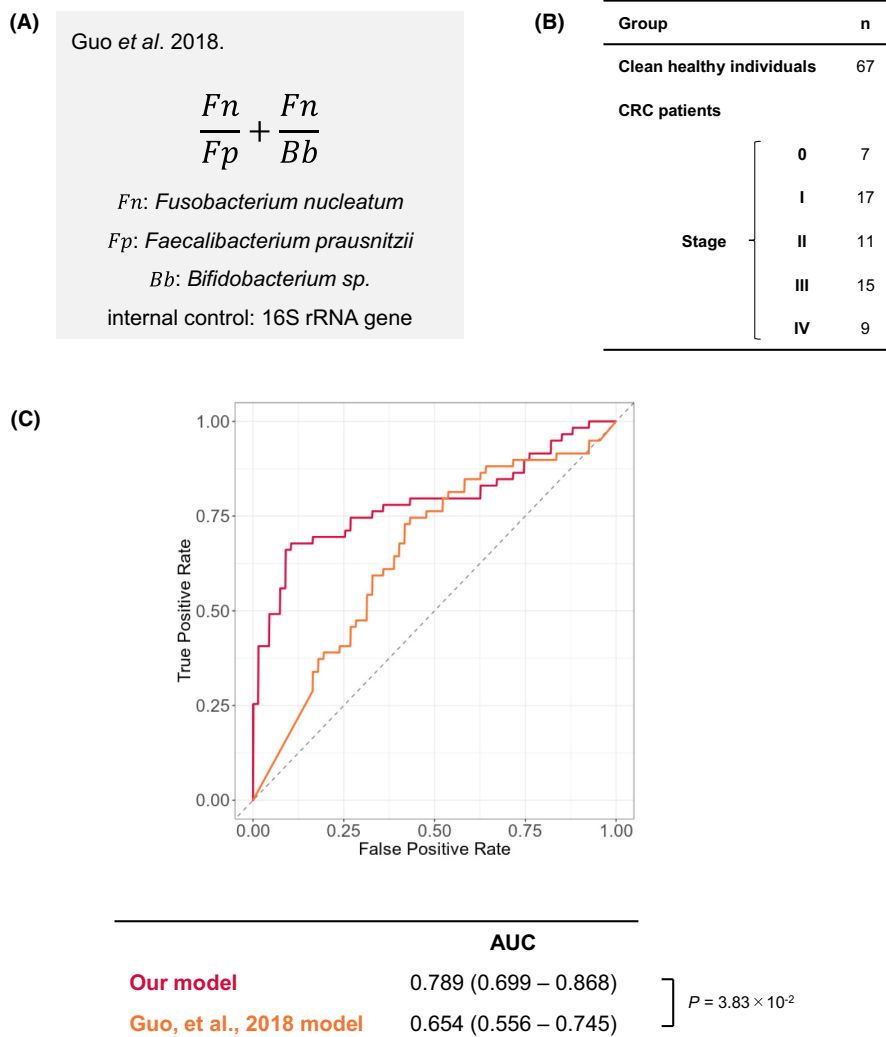 (A)
Guo et al. 2018.
Fn/Fp + Fn/Bb
Fn: Fusobacterium nucleatum
Fp: Faecalibacterium prausnitzii
Bb: Bifidobacterium sp.
internal control: 16S rRNA gene
(B)
Group n
Clean healthy individuals 67
CRC patients
0 7
I 17
Stage II 11
III 15
IV 9
(C)
True Positive Rate
1.00
0.75
0.50
0.25
0.00
0.00 0.25 0.50 0.75 1.00
False Positive Rate
AUC
Our model 0.789 (0.699 – 0.868)
P = 3.83 × 10-2
Guo, et al., 2018 model 0.654 (0.556 – 0.745)